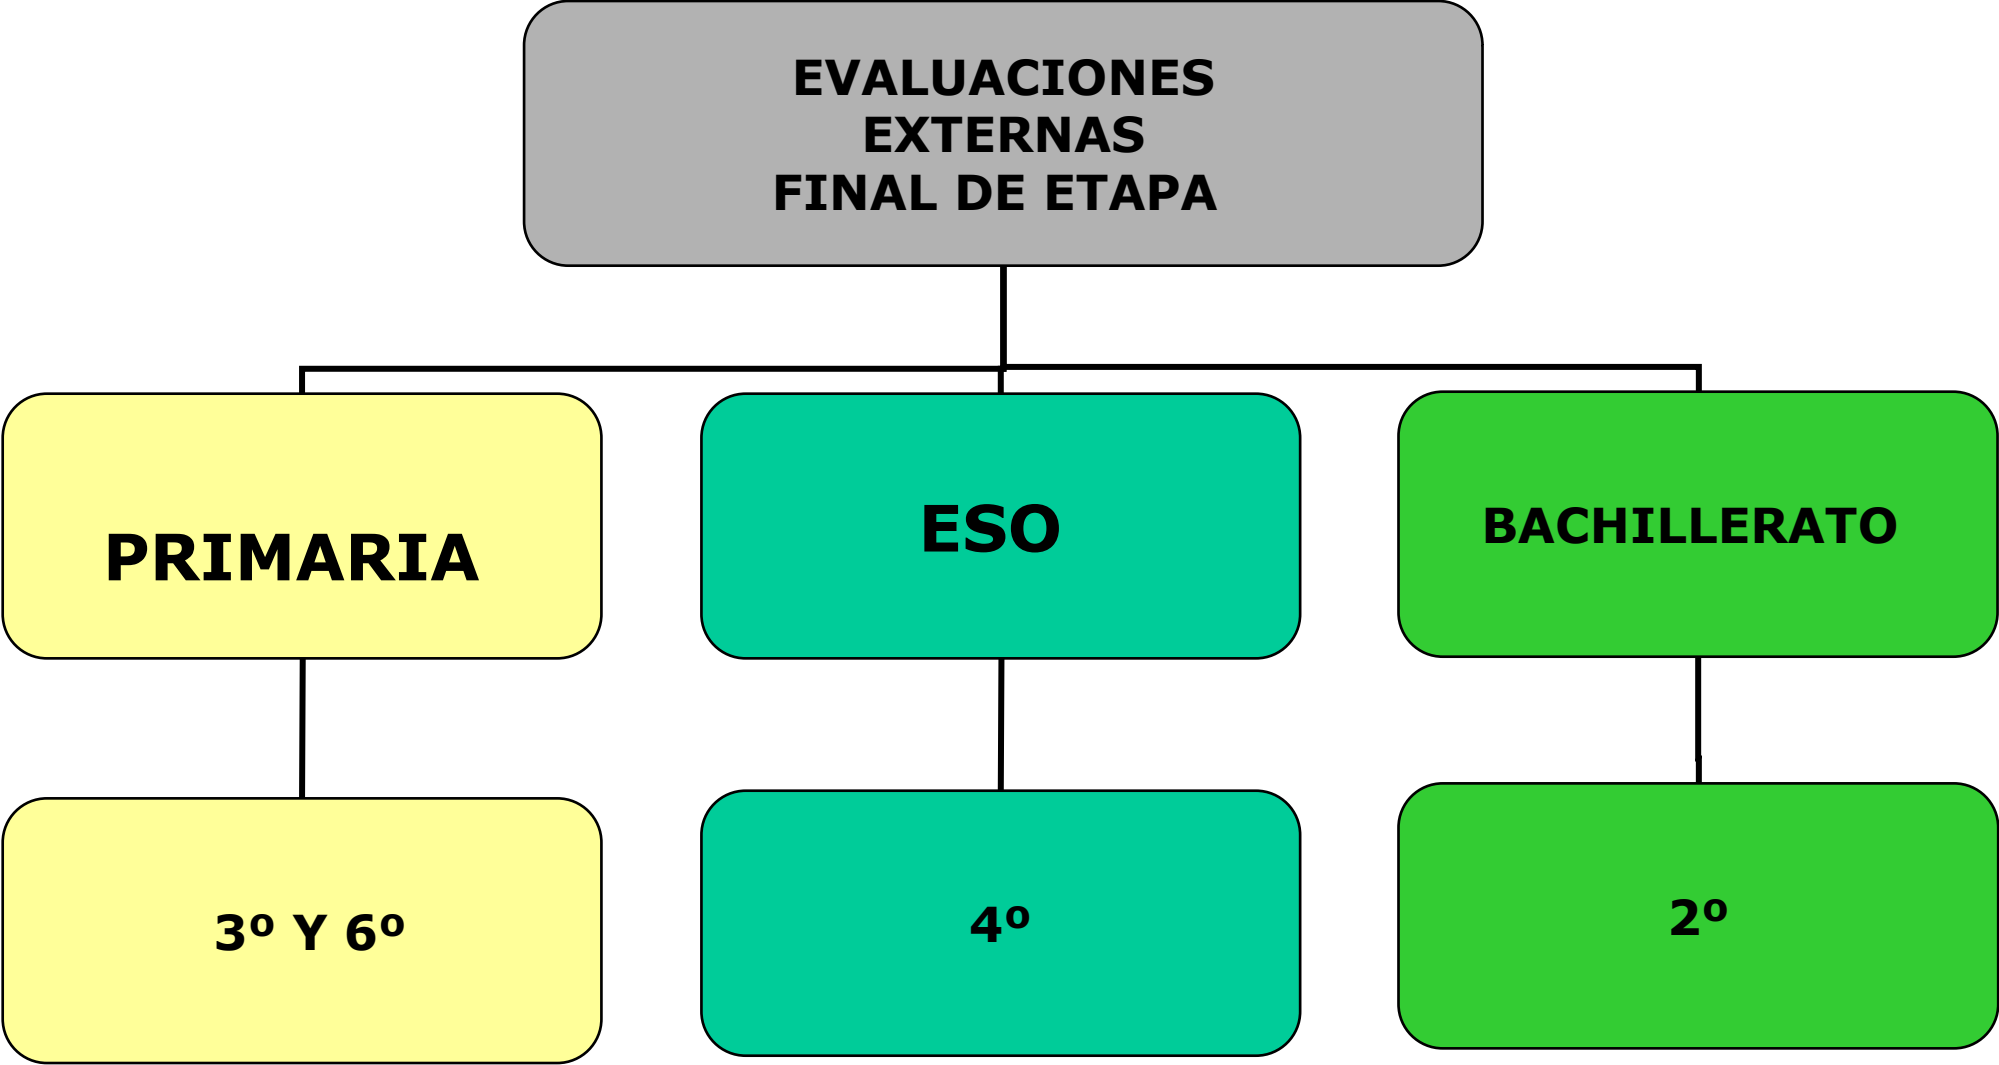 EVALUACIONES
EXTERNAS
FINAL DE ETAPA
PRIMARIA
ESO
BACHILLERATO
3º Y 6º
4º
2º